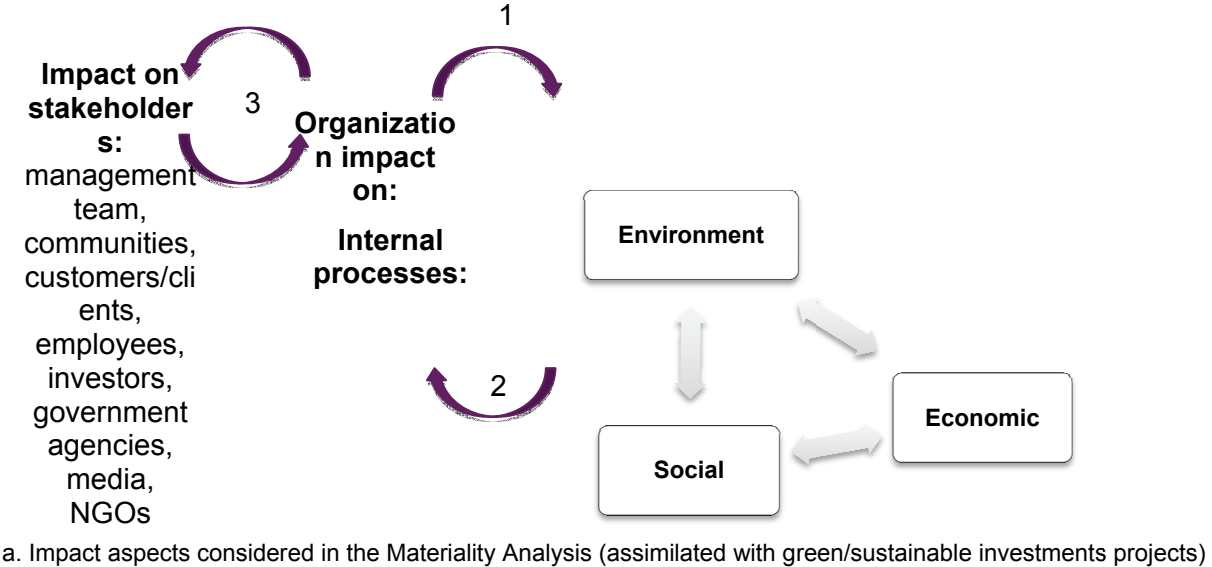 1
Impact on
stakeholder
s:
management
team,
communities,
customers/cli
ents,
employees,
investors,
government
agencies,
media,
NGOs
3
Organizatio
n impact
on:
Internal
processes:
2
Environment
Economic
Social
a. Impact aspects considered in the Materiality Analysis (assimilated with green/sustainable investments projects)